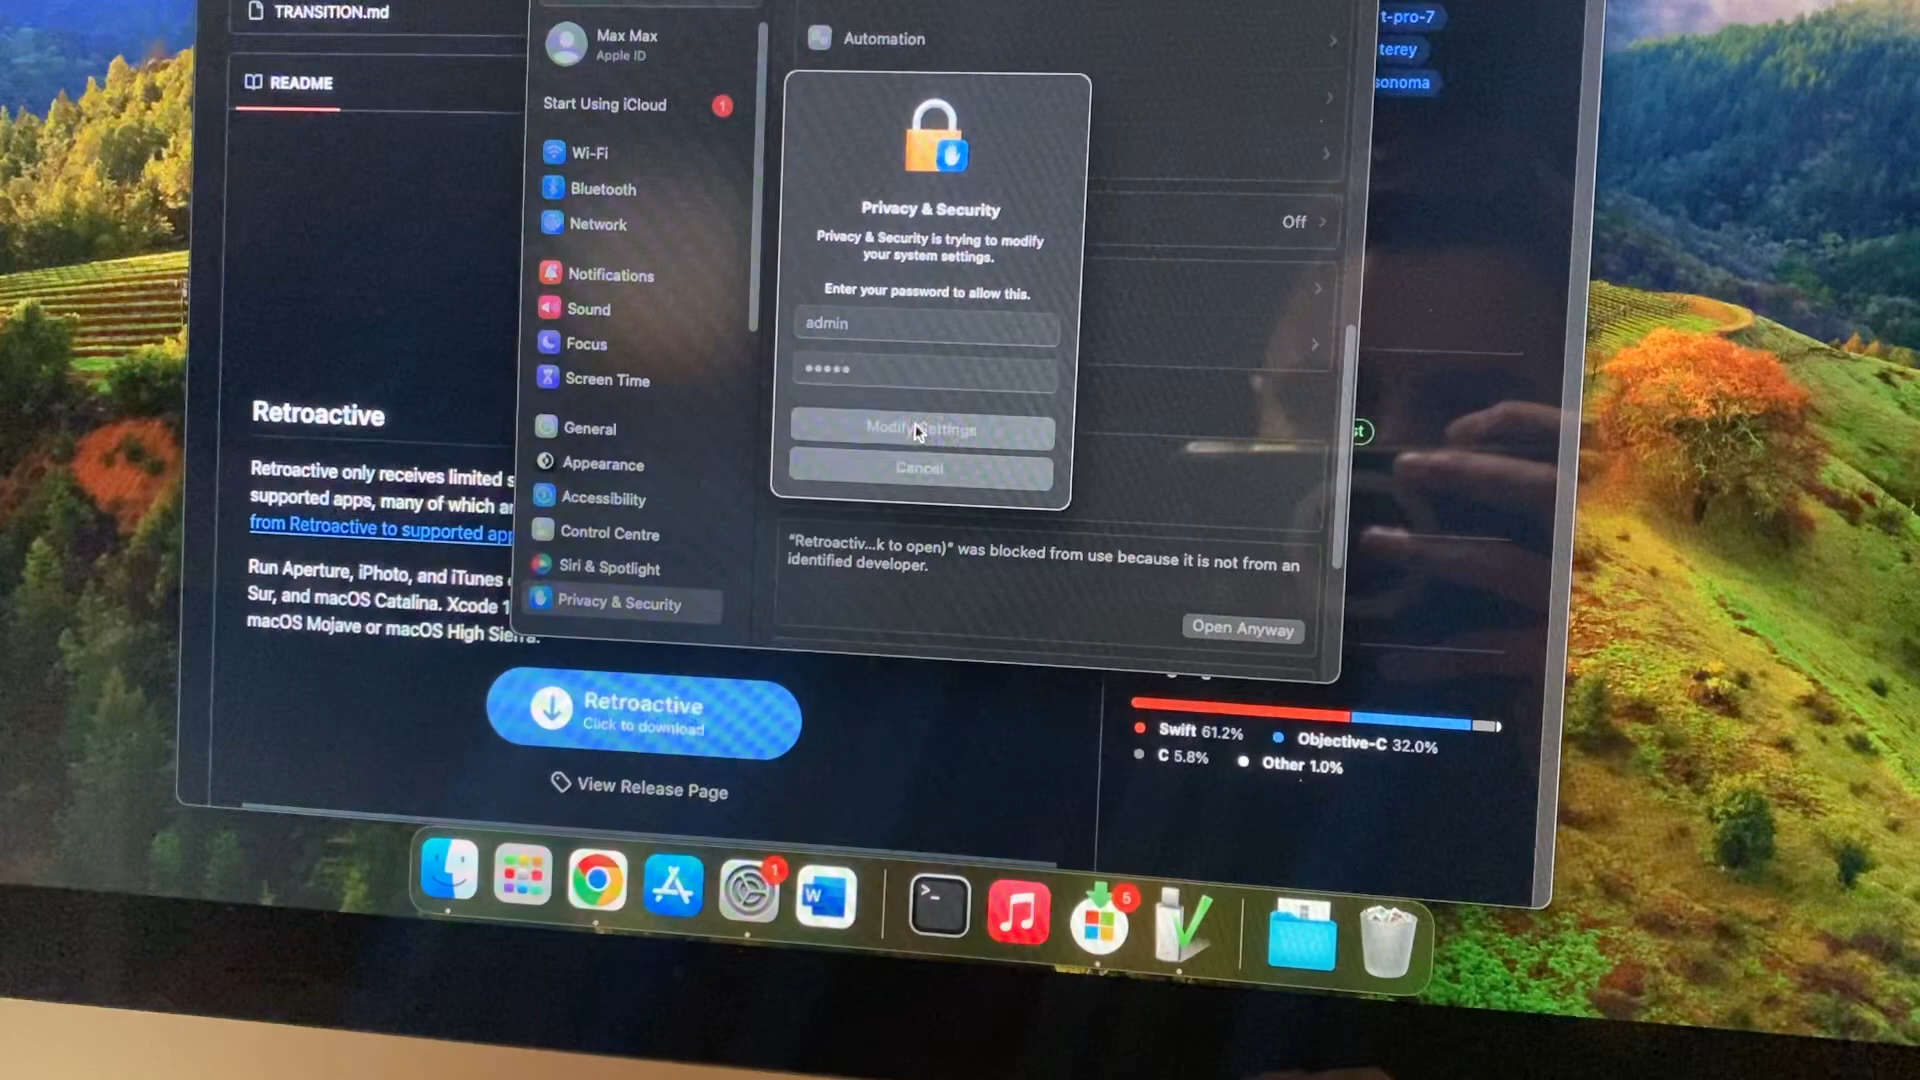 TRANSITION.md
README
Retroactive
Retroactive only receives limited s
supported apps, many of which ar
from Retroactive to supported app
Run Aperture, iPhoto, and iTunes
Sur, and macOS Catalina. Xcode 1
macOS Mojave or macOS High Sierra.
Retroactive
Click to download
View Release Page
Max Max
Apple ID
Start Using iCloud
1
Wi-Fi
Bluetooth
Network
Notifications
Sound
Focus
Screen Time
General
Appearance
Accessibility
Control Centre
Siri & Spotlight
Privacy & Security
Automation
Off
Privacy & Security
Privacy & Security is trying to modify
your system settings.
Enter your password to allow this.
admin
•••••
Modify Settings
Cancel
"Retroactiv...k to open)" was blocked from use because it is not from an
identified developer.
Open Anyway
t-pro-7
terey
sonoma
st
Swift 61.2%
Objective-C 32.0%
C 5.8%
Other 1.0%
1
W
>_
5